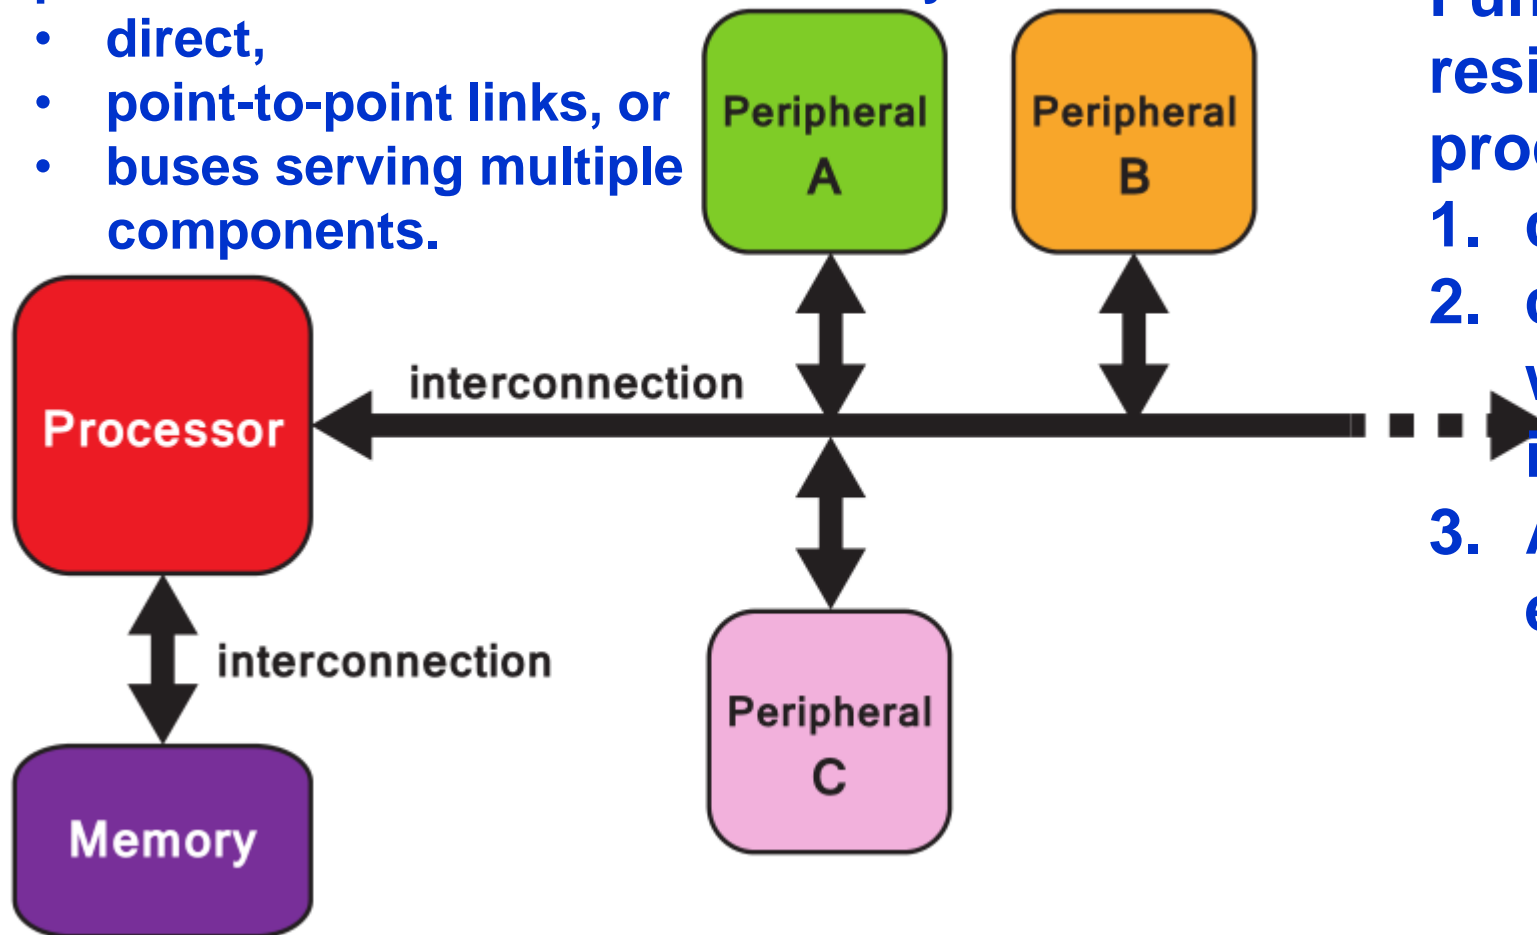 • direct,
• point-to-point links, or
• buses serving multiple
components.
Peripheral
A
Peripheral
B
interconnection
Processor
interconnection
Memory
Peripheral
C
1.
2.
3.